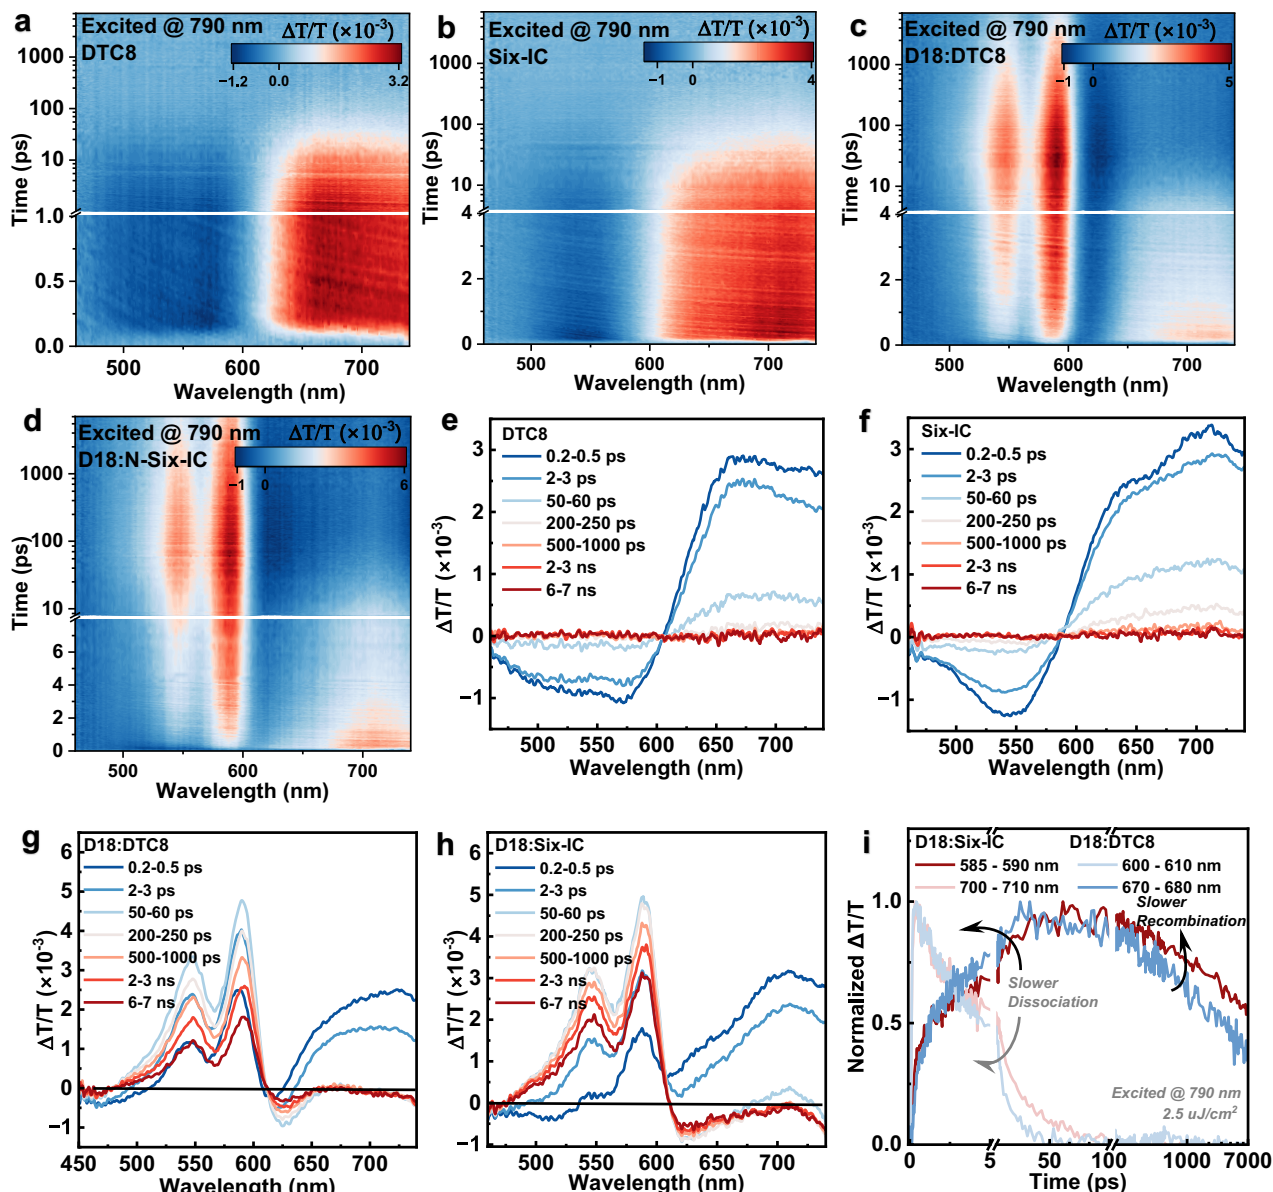 a
Excited @ 790 nm
DTC8
ΔT/T (×10⁻³)
−1.2 0.0 3.2
1000
100
10
1.0
0.5
0.0
Time (ps)
500 600 700
Wavelength (nm)
b
Excited @ 790 nm
Six-IC
ΔT/T (×10⁻³)
−1 0 4
1000
100
10
4
2
0
Time (ps)
500 600 700
Wavelength (nm)
c
Excited @ 790 nm
D18:DTC8
ΔT/T (×10⁻³)
−1 0 5
1000
100
10
4
2
0
Time (ps)
500 600 700
Wavelength (nm)
d
Excited @ 790 nm
D18:N-Six-IC
ΔT/T (×10⁻³)
−1 0 6
1000
100
10
6
4
2
0
Time (ps)
500 600 700
Wavelength (nm)
e
DTC8
0.2-0.5 ps
2-3 ps
50-60 ps
200-250 ps
500-1000 ps
2-3 ns
6-7 ns
3
2
1
0
−1
ΔT/T (×10⁻³)
500 550 600 650 700
Wavelength (nm)
f
Six-IC
0.2-0.5 ps
2-3 ps
50-60 ps
200-250 ps
500-1000 ps
2-3 ns
6-7 ns
3
2
1
0
−1
ΔT/T (×10⁻³)
500 550 600 650 700
Wavelength (nm)
g
D18:DTC8
0.2-0.5 ps
2-3 ps
50-60 ps
200-250 ps
500-1000 ps
2-3 ns
6-7 ns
6
5
4
3
2
1
0
−1
ΔT/T (×10⁻³)
450 500 550 600 650 700
Wavelength (nm)
h
D18:Six-IC
0.2-0.5 ps
2-3 ps
50-60 ps
200-250 ps
500-1000 ps
2-3 ns
6-7 ns
6
5
4
3
2
1
0
−1
ΔT/T (×10⁻³)
500 550 600 650 700
Wavelength (nm)
i
D18:Six-IC D18:DTC8
585 - 590 nm 600 - 610 nm
700 - 710 nm 670 - 680 nm
Slower
Recombination
Slower
Dissociation
Excited @ 790 nm
2.5 uJ/cm²
1.0
0.5
0.0
Normalized ΔT/T
0 5 50 100 1000 7000
Time (ps)